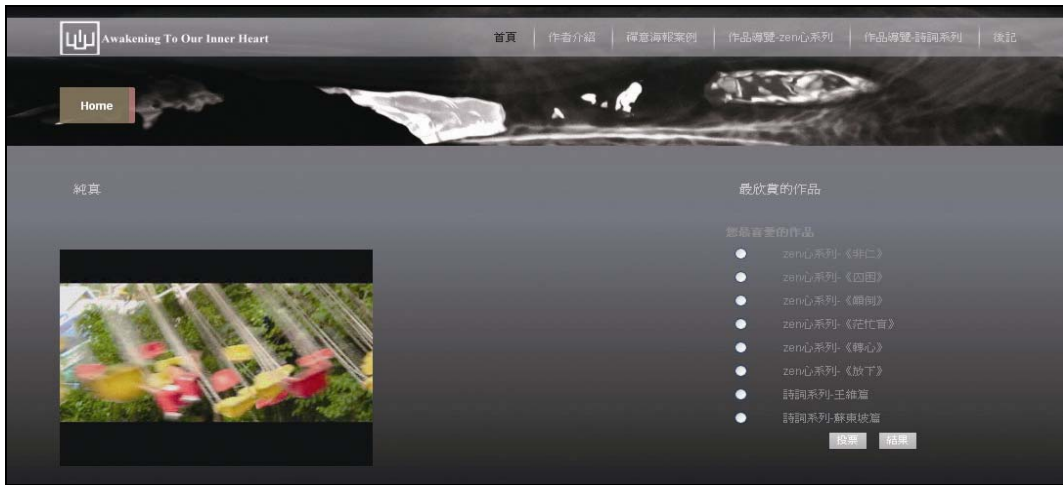 Awakening To Our Inner Heart
首頁 作者介紹 禪意海報案例 作品導覽-zen心系列 作品導覽-詩詞系列 後記
Home
純真
最欣賞的作品
您最喜愛的作品
zen心系列-《非仁》
zen心系列-《囚困》
zen心系列-《顛倒》
zen心系列-《茫忙盲》
zen心系列-《轉心》
zen心系列-《放下》
詩詞系列-王維篇
詩詞系列-蘇東坡篇
投票 結果